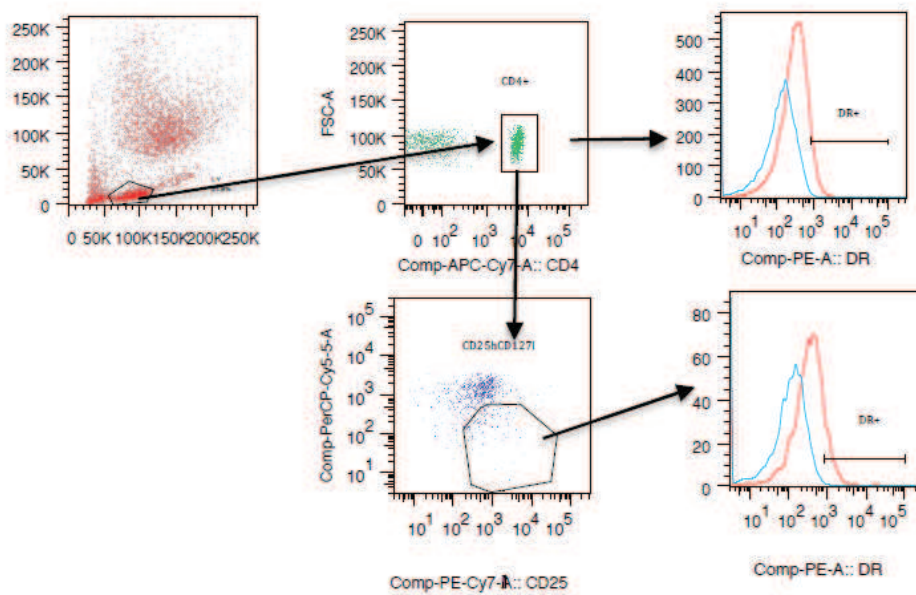 250K
200K
150K
100K
50K
0
0 50K 100K 150K 200K 250K
FSC-A
250K
200K
150K
100K
50K
0
CD4+
0 10^2 10^3 10^4 10^5
Comp-APC-Cy7-A:: CD4
500
400
300
200
100
0
DR+
10^1 10^2 10^3 10^4 10^5
Comp-PE-A:: DR
Comp-PerCP-Cy5-5-A
10^5
10^4
10^3
10^2
10^1
CD25hCD127l
10^1 10^2 10^3 10^4 10^5
Comp-PE-Cy7-A:: CD25
80
60
40
20
0
DR+
10^1 10^2 10^3 10^4 10^5
Comp-PE-A:: DR